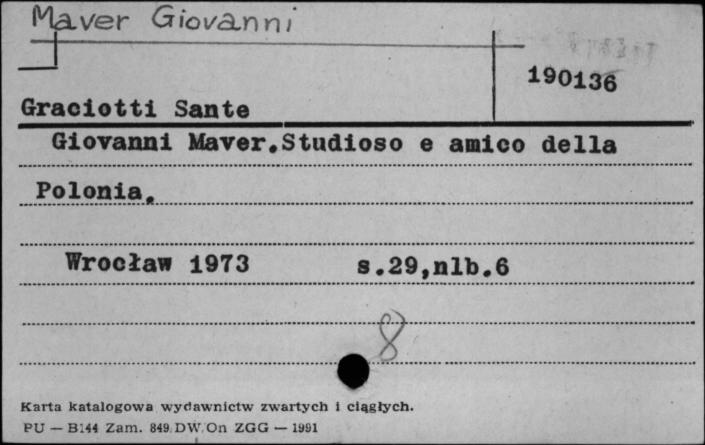 Maver Giovanni
190136
Graciotti Sante
Giovanni Maver.Studioso e amico della
Polonia.
Wrocław 1973 s.29,nlb.6
8
Karta katalogowa wydawnictw zwartych i ciągłych.
PU — B144 Zam. 849 DW.On ZGG — 1991